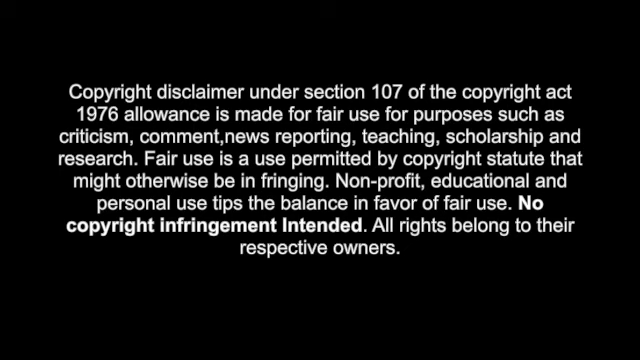 Copyright disclaimer under section 107 of the copyright act
1976 allowance is made for fair use for purposes such as
criticism, comment,news reporting, teaching, scholarship and
research. Fair use is a use permitted by copyright statute that
might otherwise be in fringing. Non-profit, educational and
personal use tips the balance in favor of fair use. No
copyright infringement Intended. All rights belong to their
respective owners.